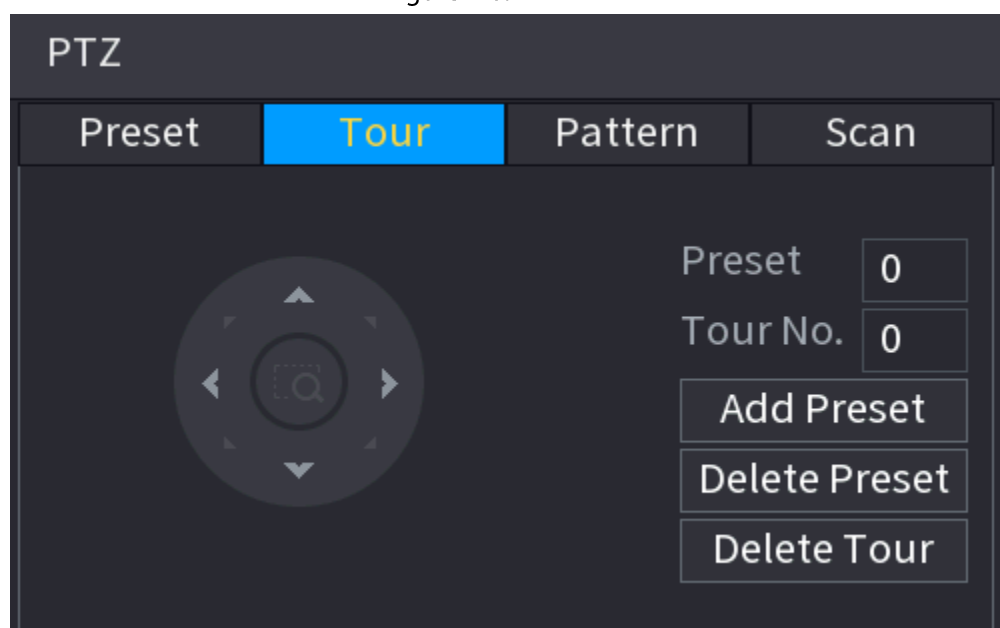 PTZ
Preset Tour Pattern Scan
Preset 0
Tour No. 0
Add Preset
Delete Preset
Delete Tour